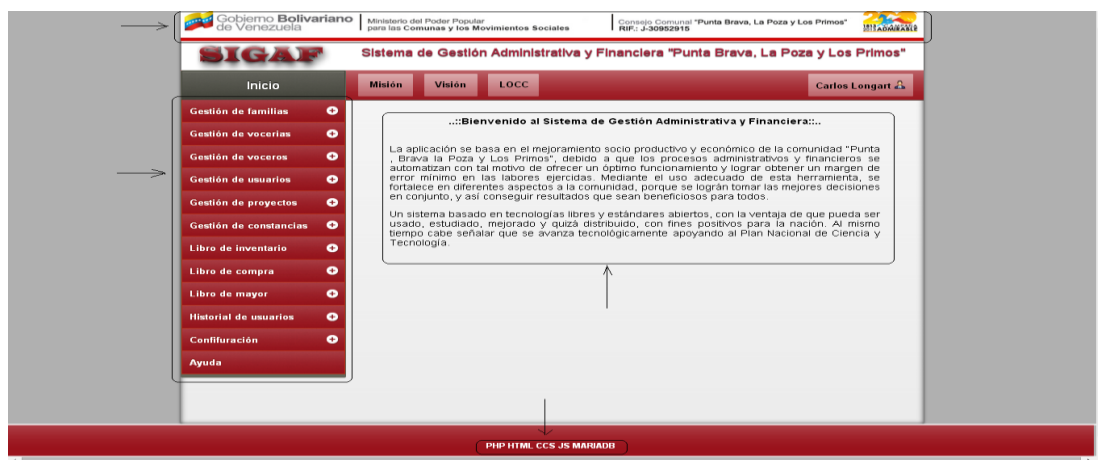 Gobierno Bolivariano
de Venezuela
Ministerio del Poder Popular
para las Comunas y los Movimientos Sociales
Consejo Comunal "Punta Brava, La Poza y Los Primos"
RIF.: J-30952915
SIGAF
Sistema de Gestión Administrativa y Financiera "Punta Brava, La Poza y Los Primos"
Inicio
Misión
Visión
LOCC
Carlos Longart
Gestión de familias
Gestión de vocerias
Gestión de voceros
Gestión de usuarios
Gestión de proyectos
Gestión de constancias
Libro de inventario
Libro de compra
Libro de mayor
Historial de usuarios
Confifuración
Ayuda
..::Bienvenido al Sistema de Gestión Administrativa y Financiera::..
La aplicación se basa en el mejoramiento socio productivo y económico de la comunidad "Punta
, Brava la Poza y Los Primos", debido a que los procesos administrativos y financieros se
automatizan con tal motivo de ofrecer un óptimo funcionamiento y lograr obtener un margen de
error mínimo en las labores ejercidas. Mediante el uso adecuado de esta herramienta, se
fortalece en diferentes aspectos a la comunidad, porque se lográn tomar las mejores decisiones
en conjunto, y así conseguir resultados que sean beneficiosos para todos.
Un sistema basado en tecnologías libres y estándares abiertos, con la ventaja de que pueda ser
usado, estudiado, mejorado y quizá distribuido, con fines positivos para la nación. Al mismo
tiempo cabe señalar que se avanza tecnológicamente apoyando al Plan Nacional de Ciencia y
Tecnología.
PHP HTML CCS JS MARIADB